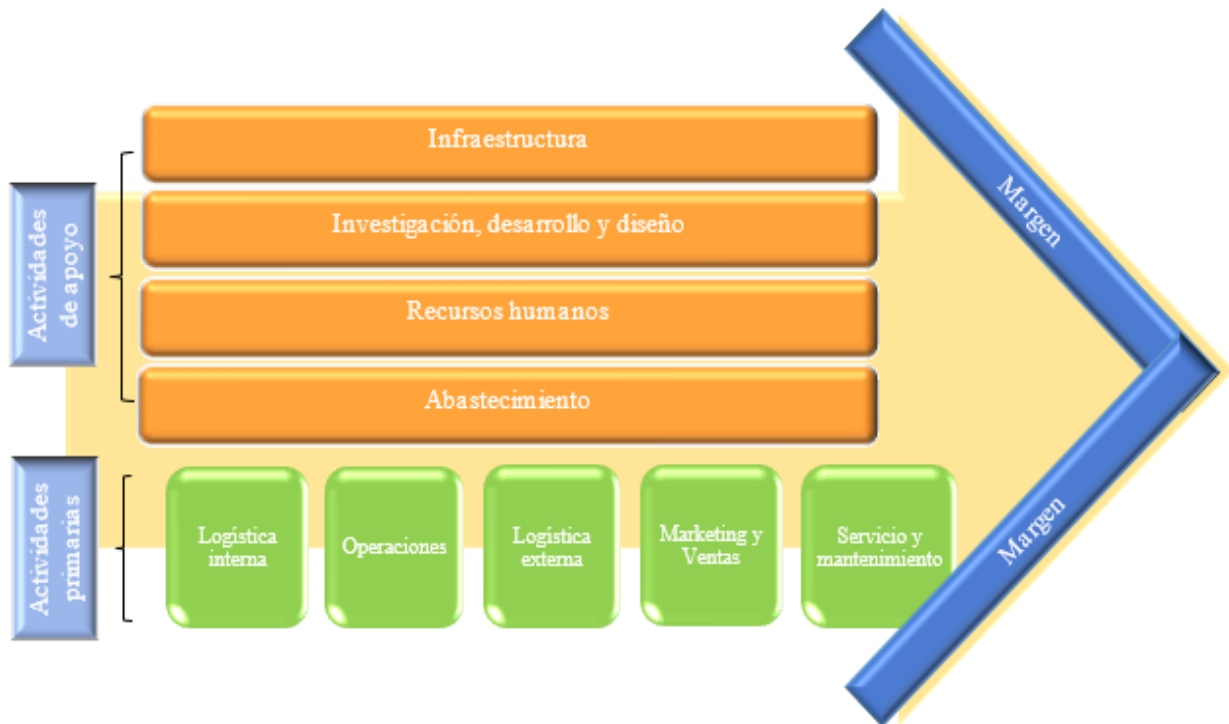 Actividades
de apoyo
Infraestructura
Investigación, desarrollo y diseño
Recursos humanos
Abastecimiento
Margen
Actividades
primarias
Logística
interna
Operaciones
Logística
externa
Marketing y
Ventas
Servicio y
mantenimiento
Margen